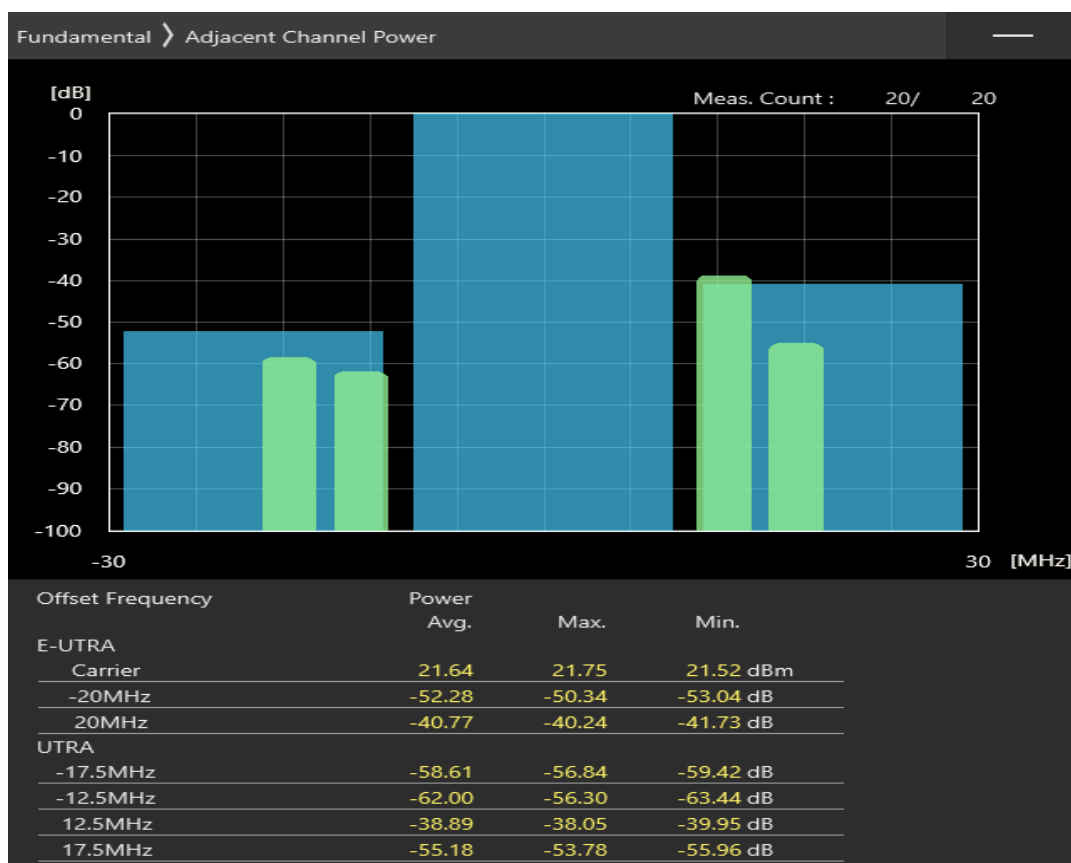 Fundamental 〉 Adjacent Channel Power
[dB]
Meas. Count : 20/ 20
0
-10
-20
-30
-40
-50
-60
-70
-80
-90
-100
-30 30 [MHz]
Offset Frequency Power
Avg. Max. Min.
E-UTRA
Carrier 21.64 21.75 21.52 dBm
-20MHz -52.28 -50.34 -53.04 dB
20MHz -40.77 -40.24 -41.73 dB
UTRA
-17.5MHz -58.61 -56.84 -59.42 dB
-12.5MHz -62.00 -56.30 -63.44 dB
12.5MHz -38.89 -38.05 -39.95 dB
17.5MHz -55.18 -53.78 -55.96 dB